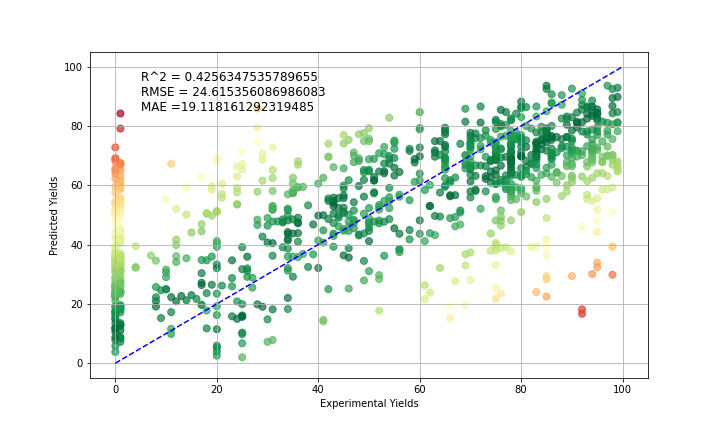 R^2 = 0.4256347535789655
RMSE = 24.615356086986083
MAE =19.118161292319485
100
80
60
40
20
0
Predicted Yields
0
20
40
60
80
100
Experimental Yields